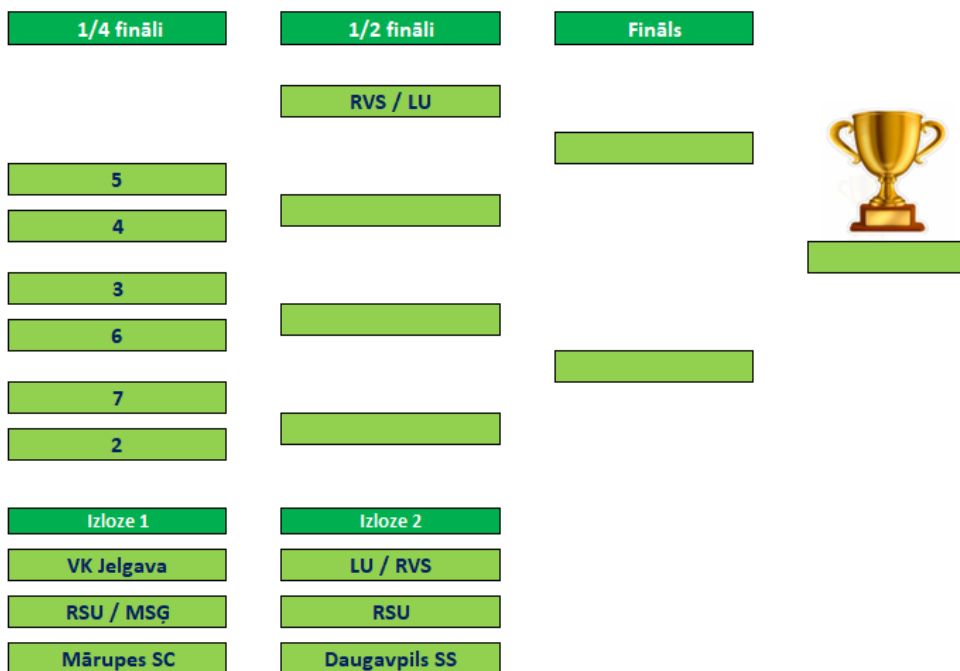 1/4 fināli
1/2 fināli
Fināls
RVS / LU
5
4
3
6
7
2
Izloze 1
Izloze 2
VK Jelgava
LU / RVS
RSU / MSĢ
RSU
Mārupes SC
Daugavpils SS